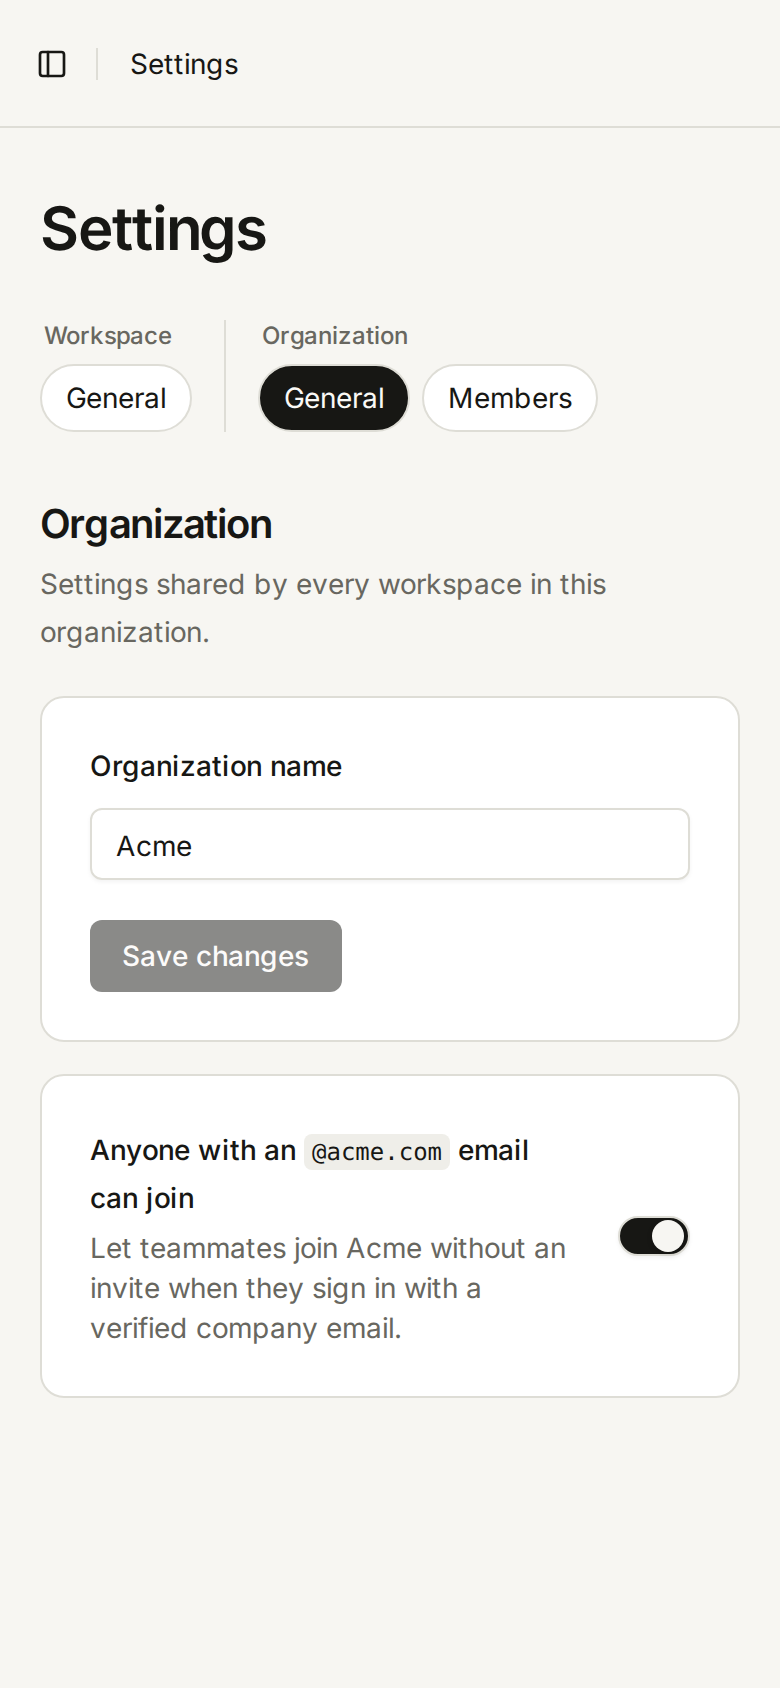 Settings
Settings
Workspace
General
Organization
General
Members
Organization
Settings shared by every workspace in this
organization.
Organization name
Acme
Save changes
Anyone with an @acme.com email
can join
Let teammates join Acme without an
invite when they sign in with a
verified company email.